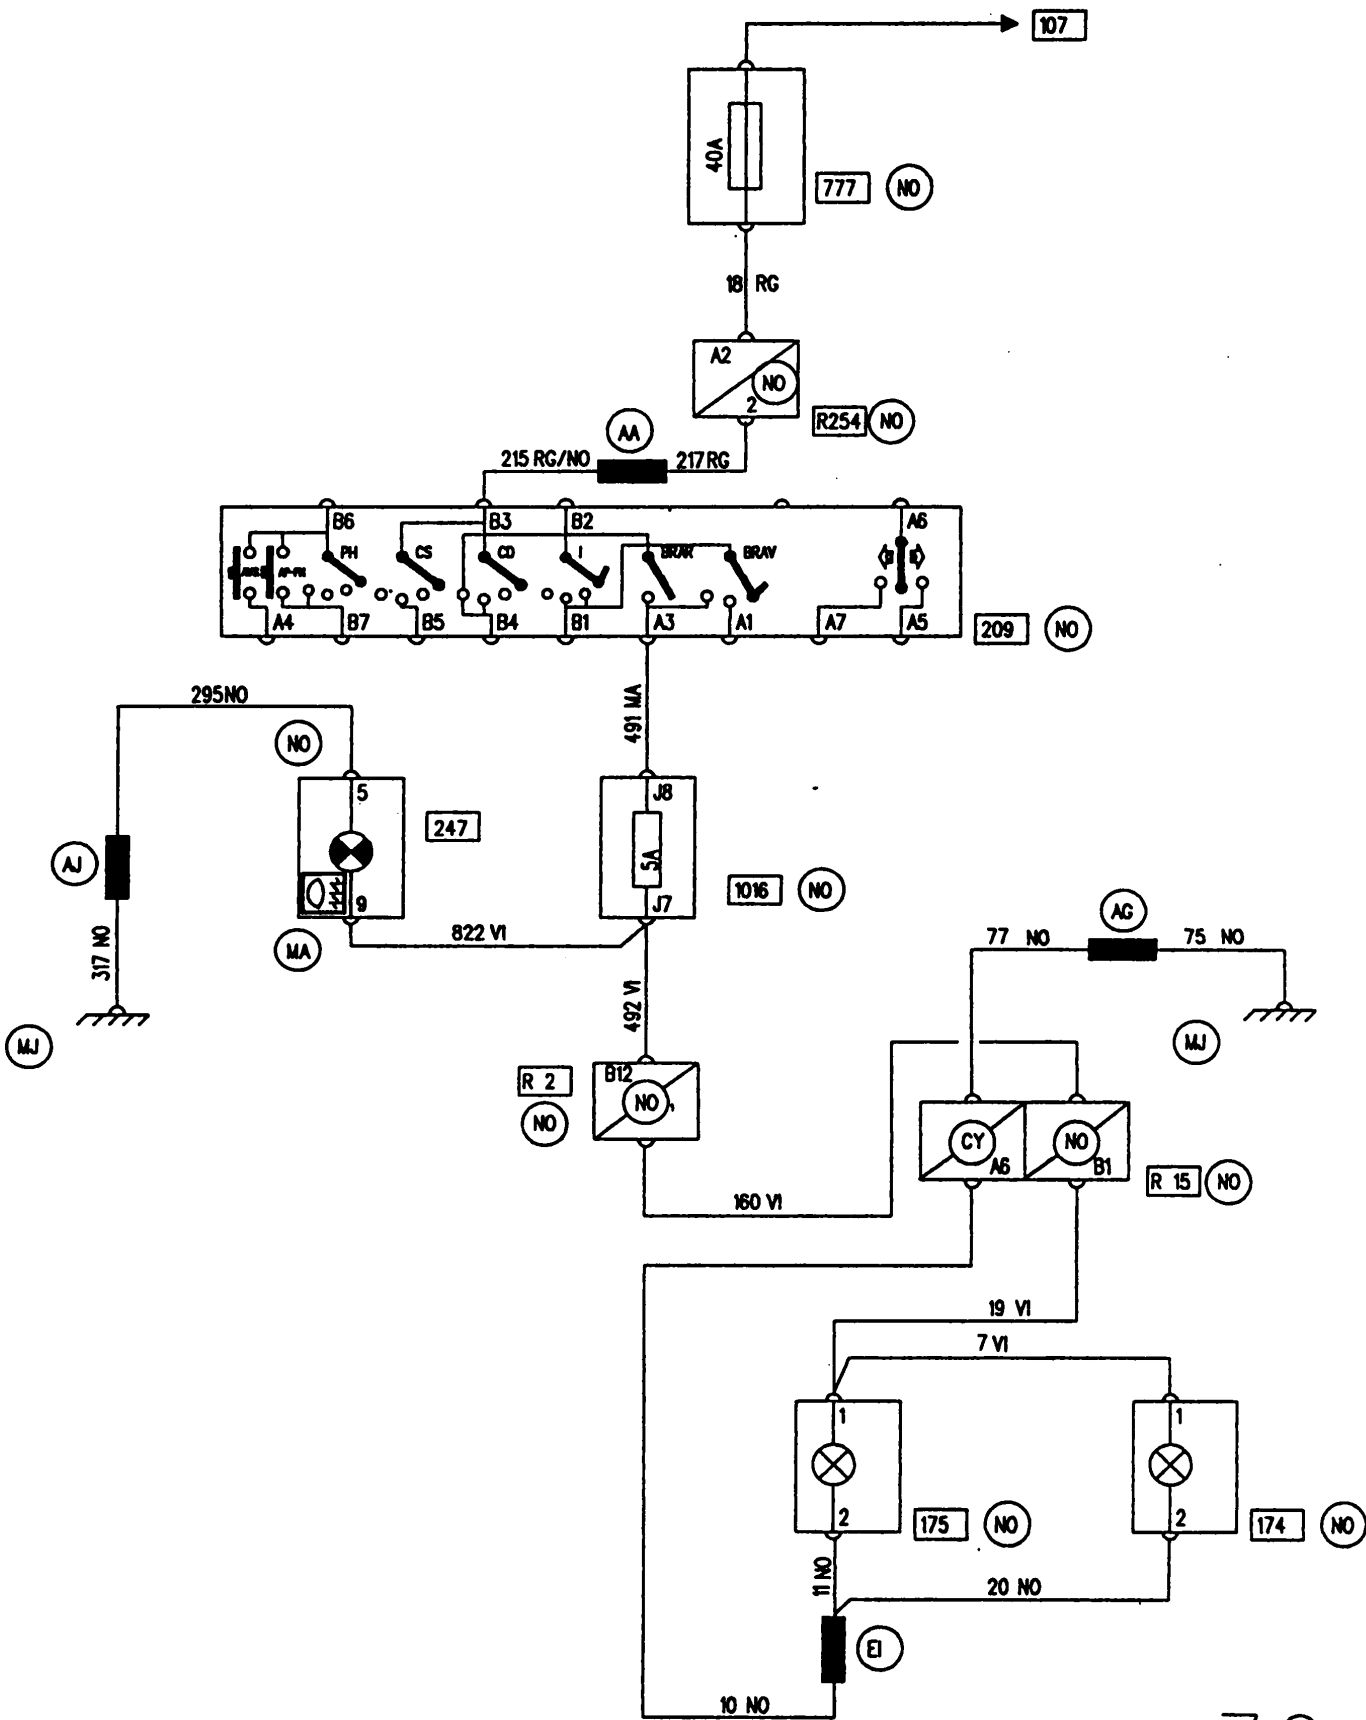 107
40A
777 NO
18 RG
A2
NO
2
R254 NO
AA
215 RG/NO 217 RG
B6 B3 B2 A6
PH CS CD I BRAR BRAV
A4 B7 B5 B4 B1 A3 A1 A7 A5
209 NO
295NO
491 MA
NO
5
J8
247
5A
AJ
1016 NO
9
J7
AG
822 VI
77 NO 75 NO
MA
317 NO
492 VI
MJ
MJ
R 2
B12
NO
NO
CY NO
A6 B1
R 15 NO
160 VI
19 VI
7 VI
1 1
2 2
175 NO
174 NO
11 NO
20 NO
EI
10 NO